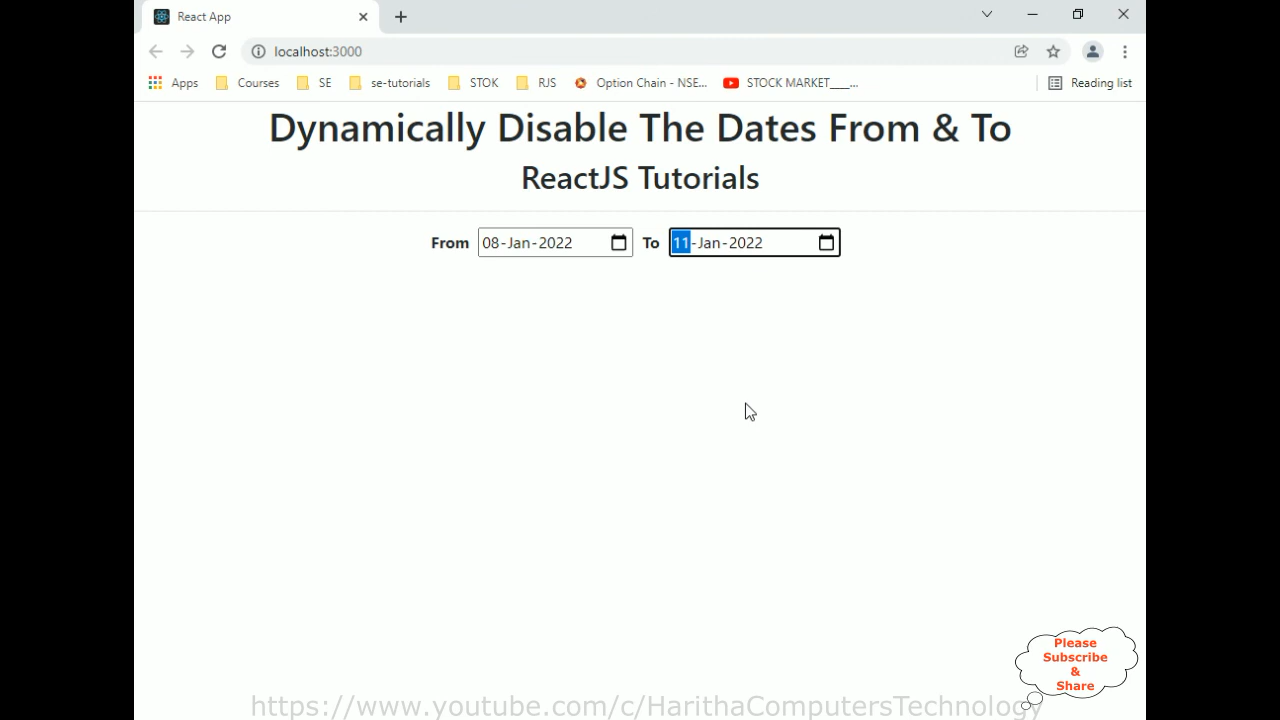 React App
localhost:3000
Apps Courses SE se-tutorials STOK RJS Option Chain - NSE... STOCK MARKET____... Reading list
Dynamically Disable The Dates From & To
ReactJS Tutorials
From 08-Jan-2022 To 11-Jan-2022
Please
Subscribe
&
Share
https://www.youtube.com/c/HarithaComputersTechnology